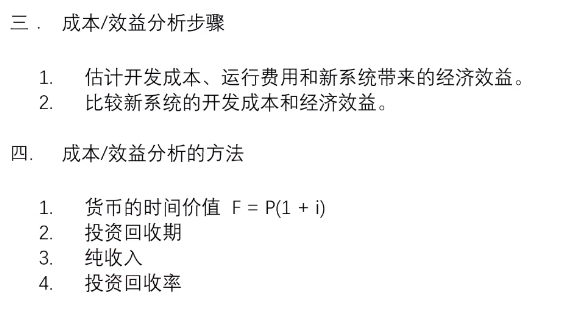 三． 成本/效益分析步骤
1. 估计开发成本、运行费用和新系统带来的经济效益。
2. 比较新系统的开发成本和经济效益。
四. 成本/效益分析的方法
1. 货币的时间价值 F = P(1 + i)
2. 投资回收期
3. 纯收入
4. 投资回收率